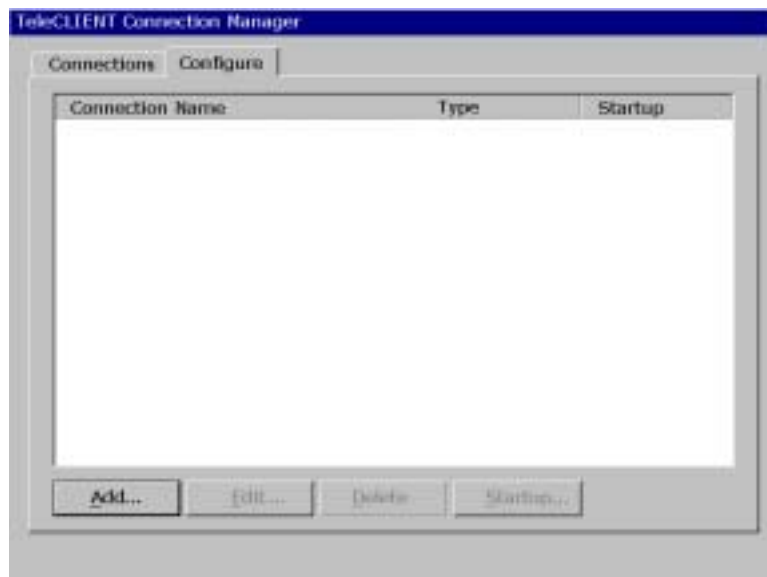 TeleCLIENT Connection Manager
Connections Configure
Connection Name Type Startup
Add... Edit... Delete Startup...